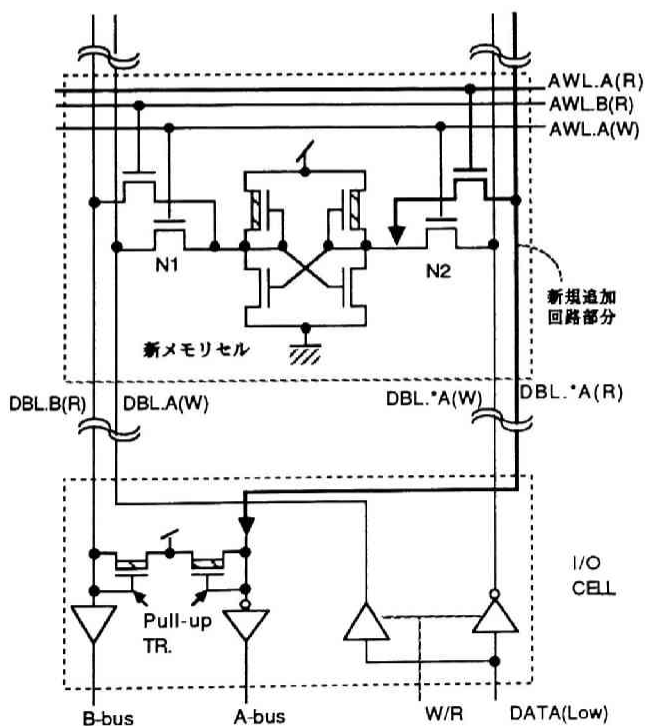 AWL.A(R)
AWL.B(R)
AWL.A(W)
N1
N2
新規追加
回路部分
新メモリセル
DBL.B(R)
DBL.A(W)
DBL.*A(W)
DBL.*A(R)
I/O
CELL
Pull-up
TR.
B-bus
A-bus
W/R
DATA(Low)